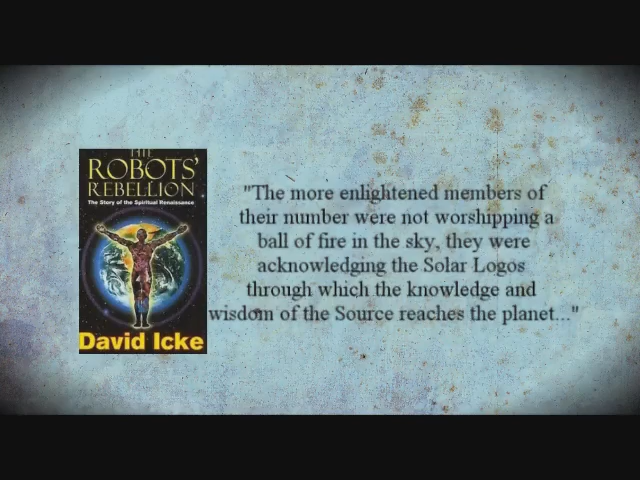 THE
ROBOTS'
REBELLION
The Story of the Spiritual Renaissance
David Icke
"The more enlightened members of
their number were not worshipping a
ball of fire in the sky, they were
acknowledging the Solar Logos
through which the knowledge and
wisdom of the Source reaches the planet..."